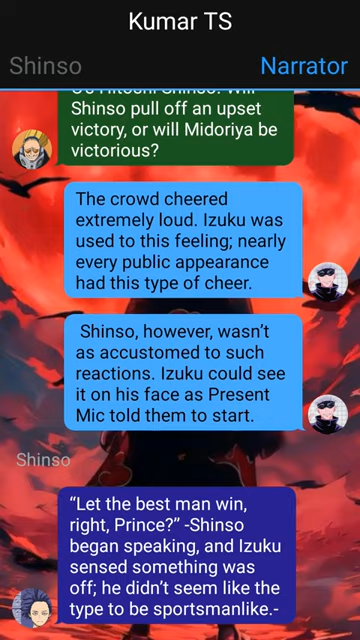 Kumar TS
Shinso
Narrator
C's Hitoshi Shinso! Will
Shinso pull off an upset
victory, or will Midoriya be
victorious?
The crowd cheered
extremely loud. Izuku was
used to this feeling; nearly
every public appearance
had this type of cheer.
Shinso, however, wasn't
as accustomed to such
reactions. Izuku could see
it on his face as Present
Mic told them to start.
Shinso
“Let the best man win,
right, Prince?” -Shinso
began speaking, and Izuku
sensed something was
off; he didn't seem like the
type to be sportsmanlike.-